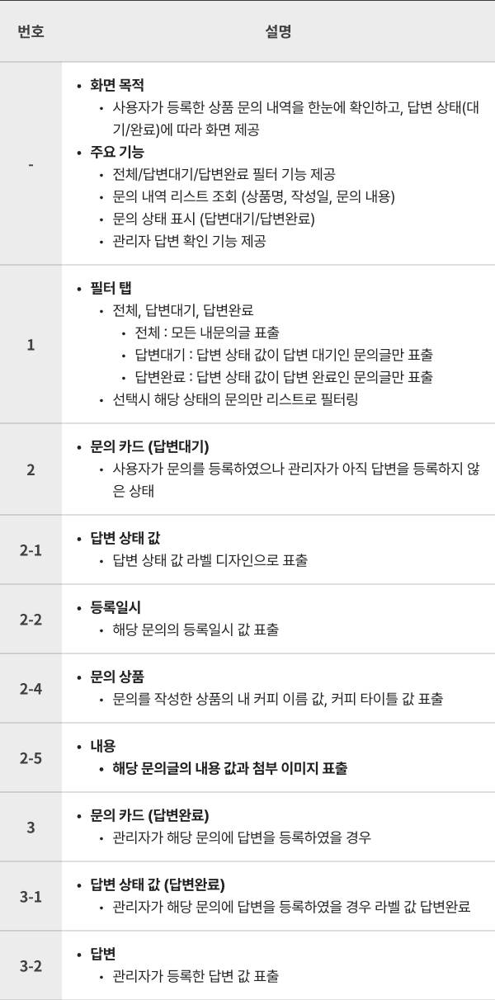 번호 설명
-
• 화면 목적
• 사용자가 등록한 상품 문의 내역을 한눈에 확인하고, 답변 상태(대
기/완료)에 따라 화면 제공
• 주요 기능
• 전체/답변대기/답변완료 필터 기능 제공
• 문의 내역 리스트 조회 (상품명, 작성일, 문의 내용)
• 문의 상태 표시 (답변대기/답변완료)
• 관리자 답변 확인 기능 제공
1
• 필터 탭
• 전체, 답변대기, 답변완료
• 전체 : 모든 내문의글 표출
• 답변대기 : 답변 상태 값이 답변 대기인 문의글만 표출
• 답변완료 : 답변 상태 값이 답변 완료인 문의글만 표출
• 선택시 해당 상태의 문의만 리스트로 필터링
2
• 문의 카드 (답변대기)
• 사용자가 문의를 등록하였으나 관리자가 아직 답변을 등록하지 않
은 상태
2-1
• 답변 상태 값
• 답변 상태 값 라벨 디자인으로 표출
2-2
• 등록일시
• 해당 문의의 등록일시 값 표출
2-4
• 문의 상품
• 문의를 작성한 상품의 내 커피 이름 값, 커피 타이틀 값 표출
2-5
• 내용
• 해당 문의글의 내용 값과 첨부 이미지 표출
3
• 문의 카드 (답변완료)
• 관리자가 해당 문의에 답변을 등록하였을 경우
3-1
• 답변 상태 값 (답변완료)
• 관리자가 해당 문의에 답변을 등록하였을 경우 라벨 값 답변완료
3-2
• 답변
• 관리자가 등록한 답변 값 표출